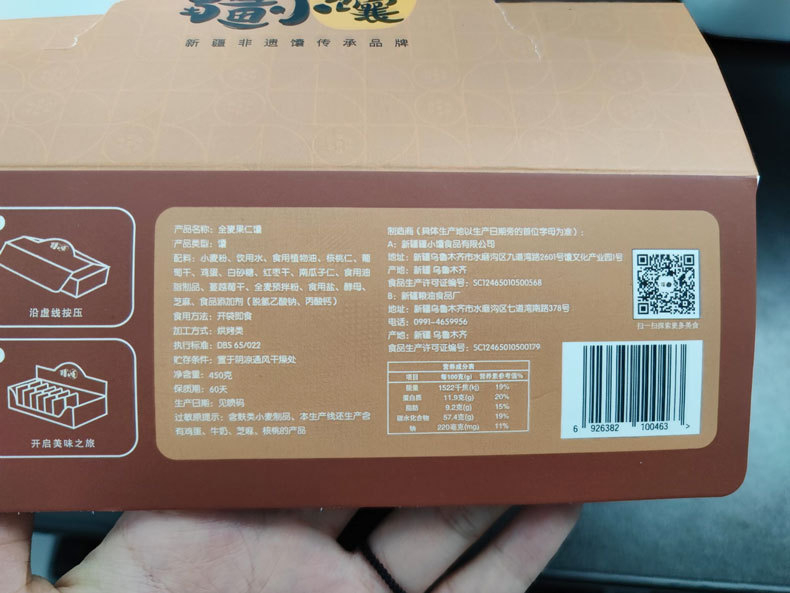 疆小馕
新疆非遗馕传承品牌
沿虚线按压
开启美味之旅
产品名称：全麦果仁馕
产品类型：馕
配料：小麦粉、饮用水、食用植物油、核桃仁、葡
萄干、鸡蛋、白砂糖、红枣干、南瓜子仁、食用油
脂制品、蔓越莓干、全麦预拌粉、食用盐、酵母、
芝麻、食品添加剂（脱氢乙酸钠、丙酸钙）
食用方法：开袋即食
加工方式：烘烤类
执行标准：DBS 65/022
贮存条件：置于阴凉通风干燥处
净含量：450克
保质期：60天
生产日期：见喷码
过敏原提示：含麸类小麦制品，本生产线还生产含
有鸡蛋、牛奶、芝麻、核桃的产品
制造商（具体生产地以生产日期旁的首位字母为准）：
A：新疆疆小馕食品有限公司
地址：新疆乌鲁木齐市水磨沟区九道湾路2601号馕文化产业园1号
产地：新疆 乌鲁木齐
食品生产许可证编号：SC12465010500568
B：新疆粮油食品厂
地址：新疆乌鲁木齐市水磨沟区七道湾南路378号
电话：0991-4659956
产地：新疆 乌鲁木齐
食品生产许可证编号：SC12465010500179
营养成分表
项目 每100克(g) 营养素参考值%
能量 1522千焦(kJ) 19%
蛋白质 11.9克(g) 20%
脂肪 9.2克(g) 15%
碳水化合物 57.4克(g) 19%
钠 220毫克(mg) 11%
扫一扫探索更多美食
6 926382 100463 >